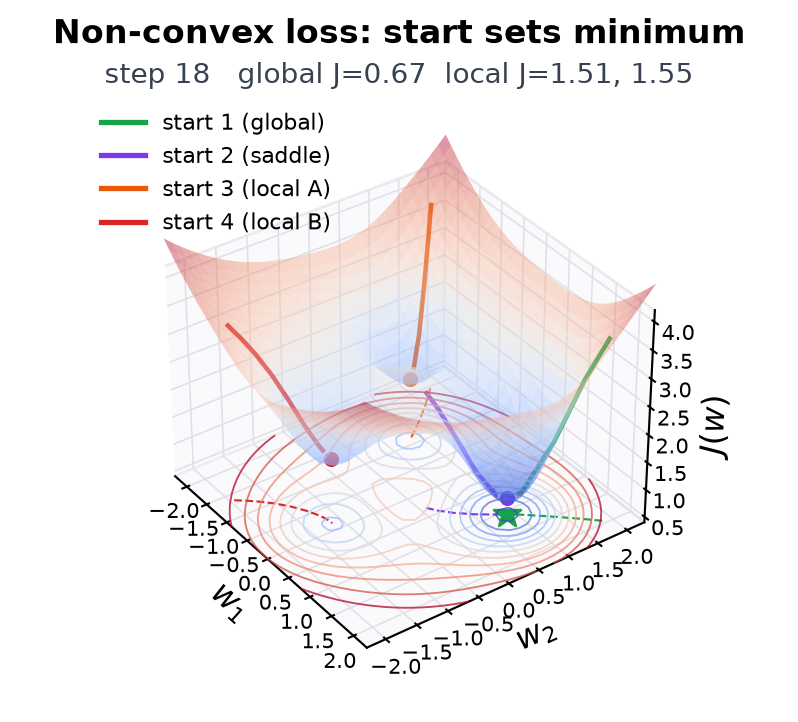 Non-convex loss: start sets minimum
step 18 global J=0.67 local J=1.51, 1.55
start 1 (global)
start 2 (saddle)
start 3 (local A)
start 4 (local B)
4.0
3.5
3.0
2.5
2.0
1.5
1.0
0.5
J(w)
−2.0
−1.5
−1.0
−0.5
0.0
0.5
1.0
1.5
2.0
w₁
−2.0
−1.5
−1.0
−0.5
0.0
0.5
1.0
1.5
2.0
w₂